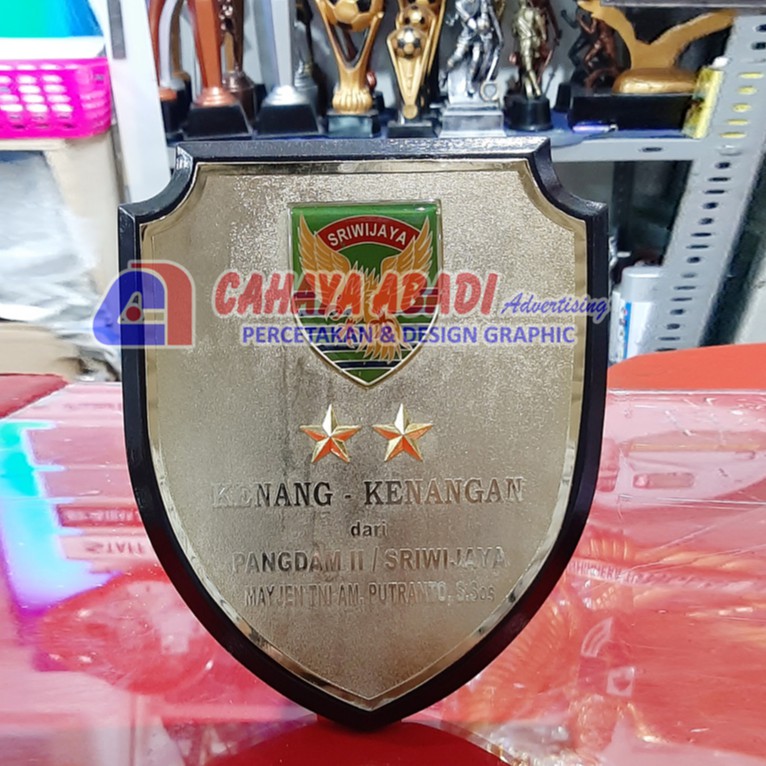 SRIWIJAYA
CAHAYA ABADI Advertising
PERCETAKAN & DESIGN GRAPHIC
KENANG - KENANGAN
dari
PANGDAM II / SRIWIJAYA
MAYJEN TNI AM. PUTRANTO, S.Sos